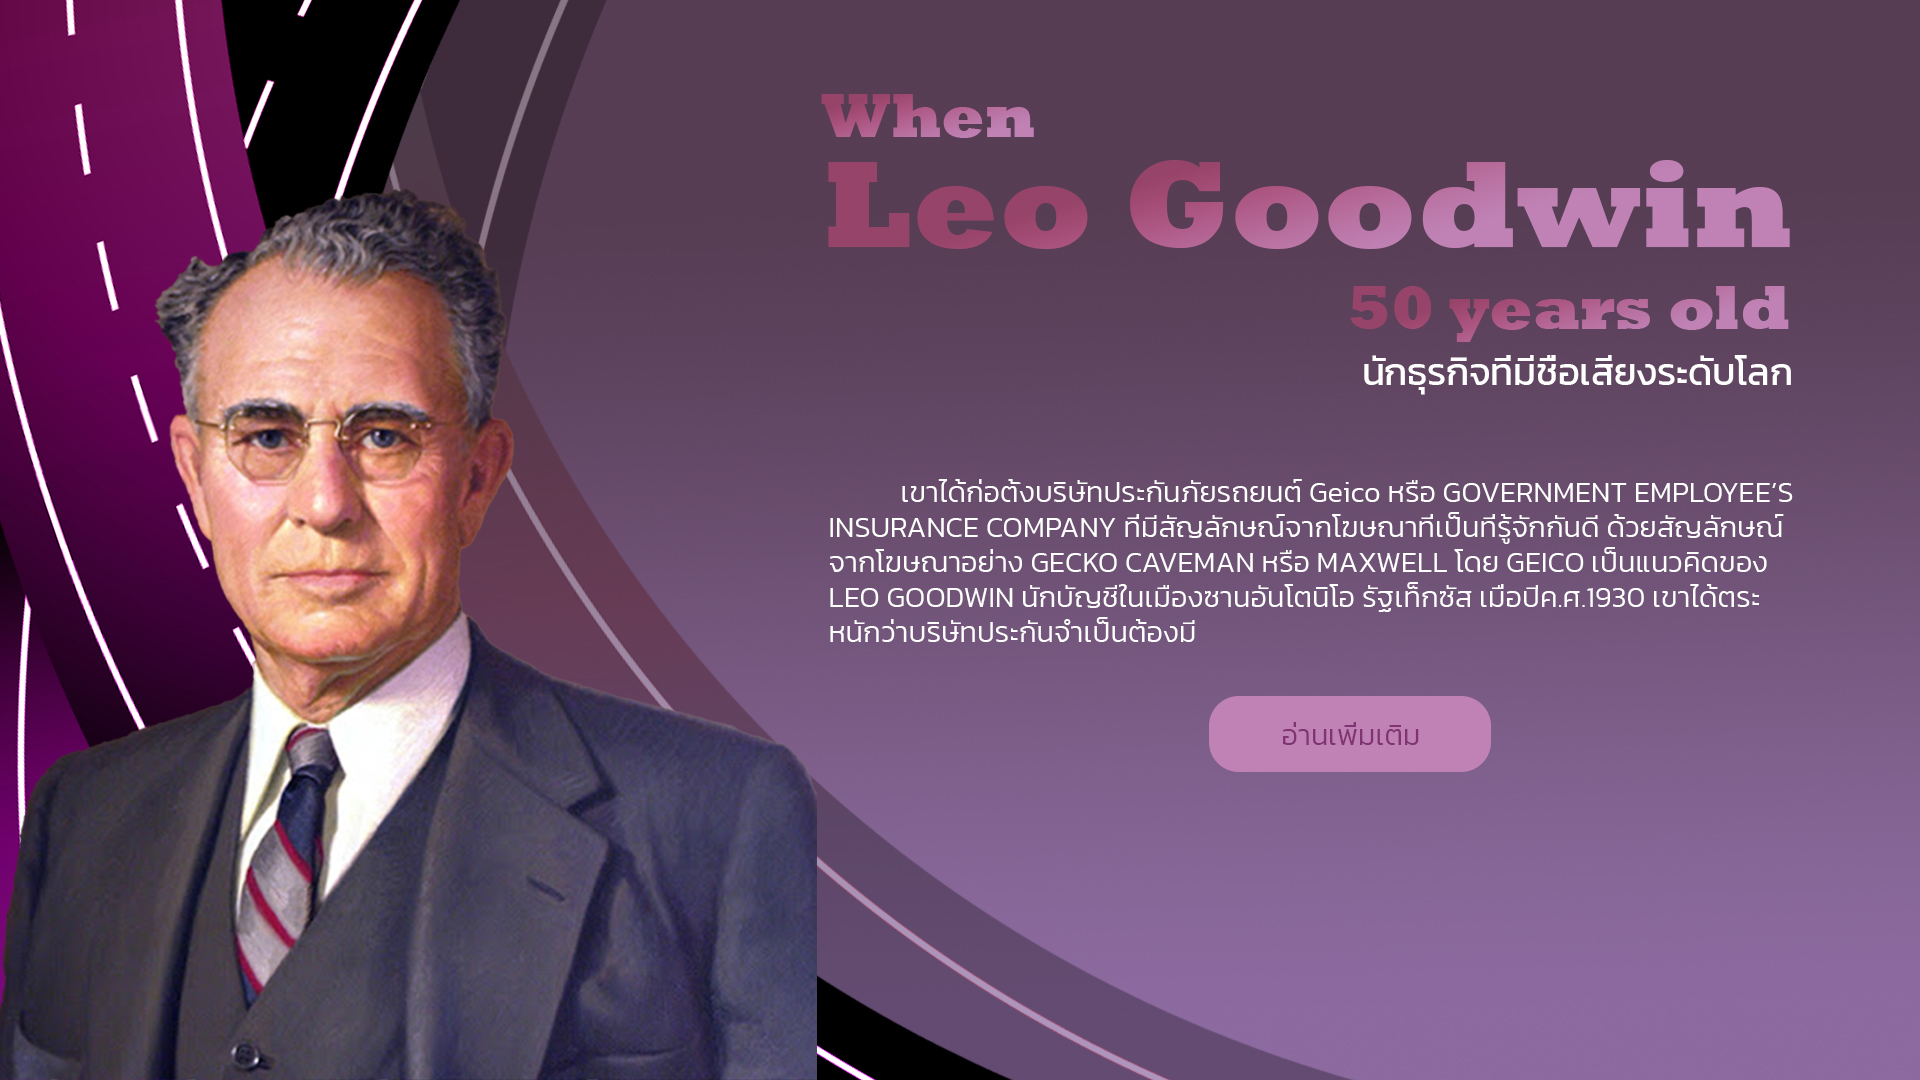 When
Leo Goodwin
50 years old
นักธุรกิจที่มีชื่อเสียงระดับโลก
เขาได้ก่อตั้งบริษัทประกันภัยรถยนต์ Geico หรือ GOVERNMENT EMPLOYEE’S
INSURANCE COMPANY ที่มีสัญลักษณ์จากโฆษณาที่เป็นที่รู้จักกันดี ด้วยสัญลักษณ์
จากโฆษณาอย่าง GECKO CAVEMAN หรือ MAXWELL โดย GEICO เป็นแนวคิดของ
LEO GOODWIN นักบัญชีในเมืองซานอันโตนิโอ รัฐเท็กซัส เมื่อปีค.ศ.1930 เขาได้ตระ
หนักว่าบริษัทประกันจำเป็นต้องมี
อ่านเพิ่มเติม